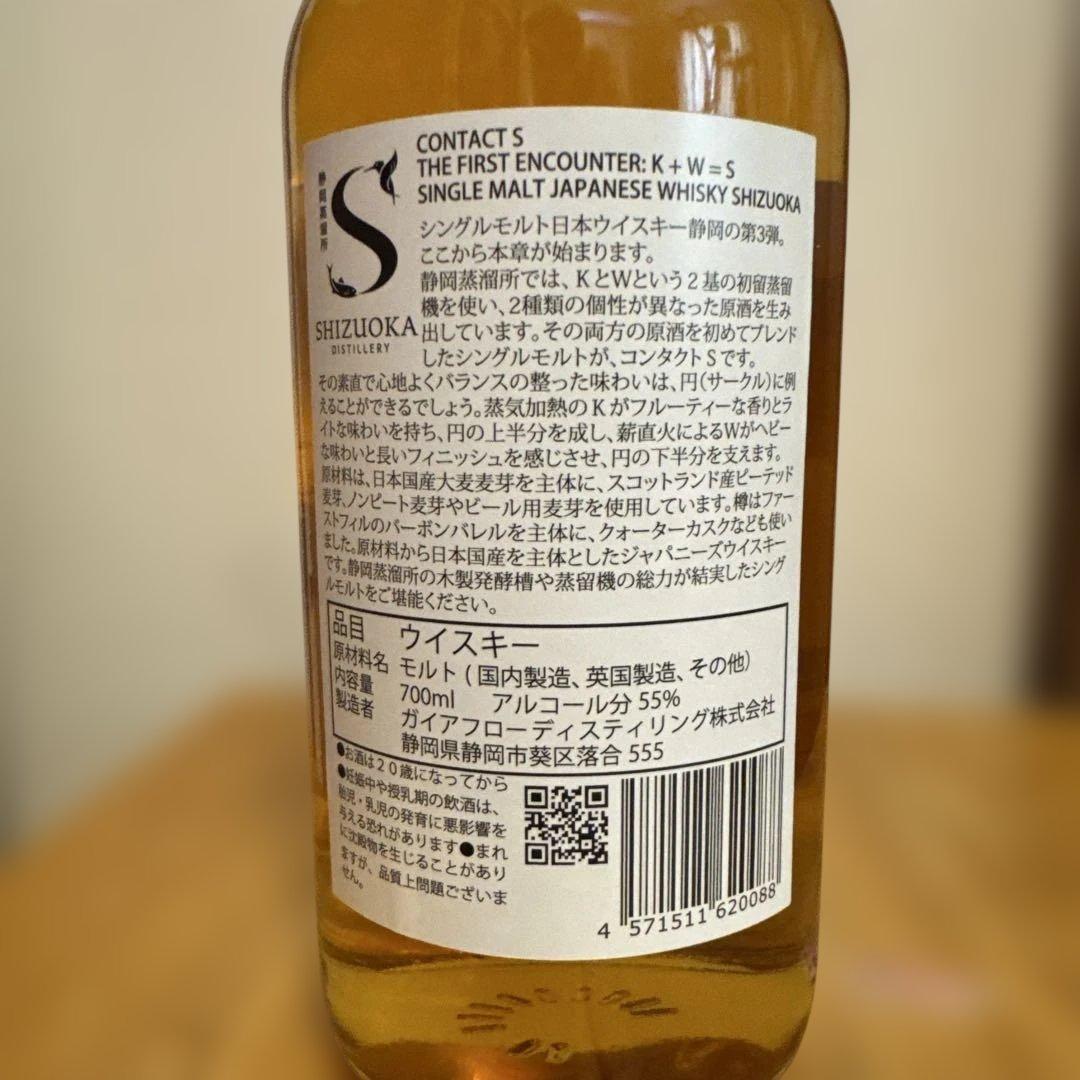 CONTACT S
THE FIRST ENCOUNTER: K + W = S
SINGLE MALT JAPANESE WHISKY SHIZUOKA
静岡蒸溜所
S
SHIZUOKA
DISTILLERY
シングルモルト日本ウイスキー静岡の第3弾。
ここから本章が始まります。
静岡蒸溜所では、KとWという2基の初留蒸留
機を使い、2種類の個性が異なった原酒を生み
出しています。その両方の原酒を初めてブレンド
したシングルモルトが、コンタクトSです。
その素直で心地よくバランスの整った味わいは、円(サークル)に例
えることができるでしょう。蒸気加熱のKがフルーティーな香りとラ
イトな味わいを持ち、円の上半分を成し、薪直火によるWがヘビー
な味わいと長いフィニッシュを感じさせ、円の下半分を支えます。
原材料は、日本国産大麦麦芽を主体に、スコットランド産ピーテッド
麦芽、ノンピート麦芽やビール用麦芽を使用しています。樽はファー
ストフィルのバーボンバレルを主体に、クォーターカスクなども使い
ました。原材料から日本国産を主体としたジャパニーズウイスキー
です。静岡蒸溜所の木製発酵槽や蒸留機の総力が結実したシング
ルモルトをご堪能ください。
品目 ウイスキー
原材料名 モルト (国内製造、英国製造、その他)
内容量 700ml アルコール分 55%
製造者 ガイアフローディスティリング株式会社
静岡県静岡市葵区落合 555
●お酒は20歳になってから
●妊娠中や授乳期の飲酒は、
胎児・乳児の発育に悪影響を
与える恐れがあります●まれ
に沈殿物を生じることがあり
ますが、品質上問題ございま
せん。
4 571511 620088